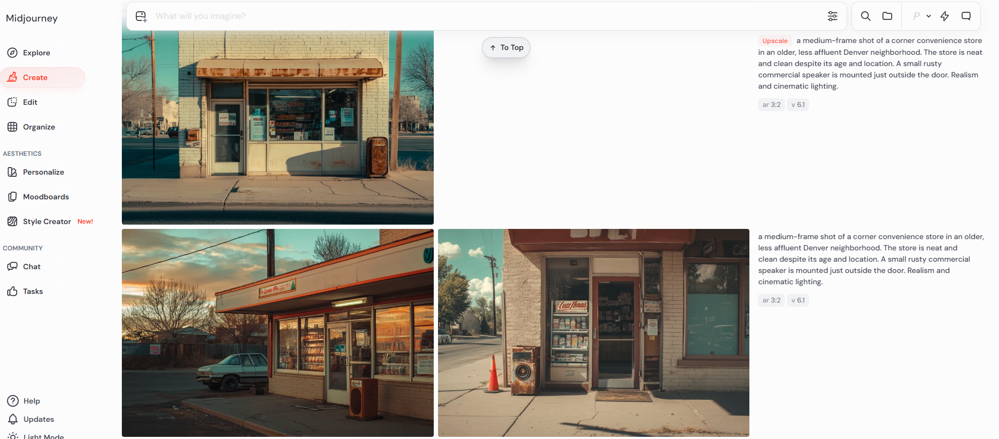 Midjourney
What will you imagine?
P
Explore
Create
Edit
Organize
AESTHETICS
Personalize
Moodboards
Style Creator New!
COMMUNITY
Chat
Tasks
Help
Updates
Light Mode
To Top
Upscale a medium-frame shot of a corner convenience store
in an older, less affluent Denver neighborhood. The store is neat
and clean despite its age and location. A small rusty
commercial speaker is mounted just outside the door. Realism
and cinematic lighting.
ar 3:2 v 6.1
a medium-frame shot of a corner convenience store in an older,
less affluent Denver neighborhood. The store is neat and
clean despite its age and location. A small rusty commercial
speaker is mounted just outside the door. Realism and
cinematic lighting.
ar 3:2 v 6.1